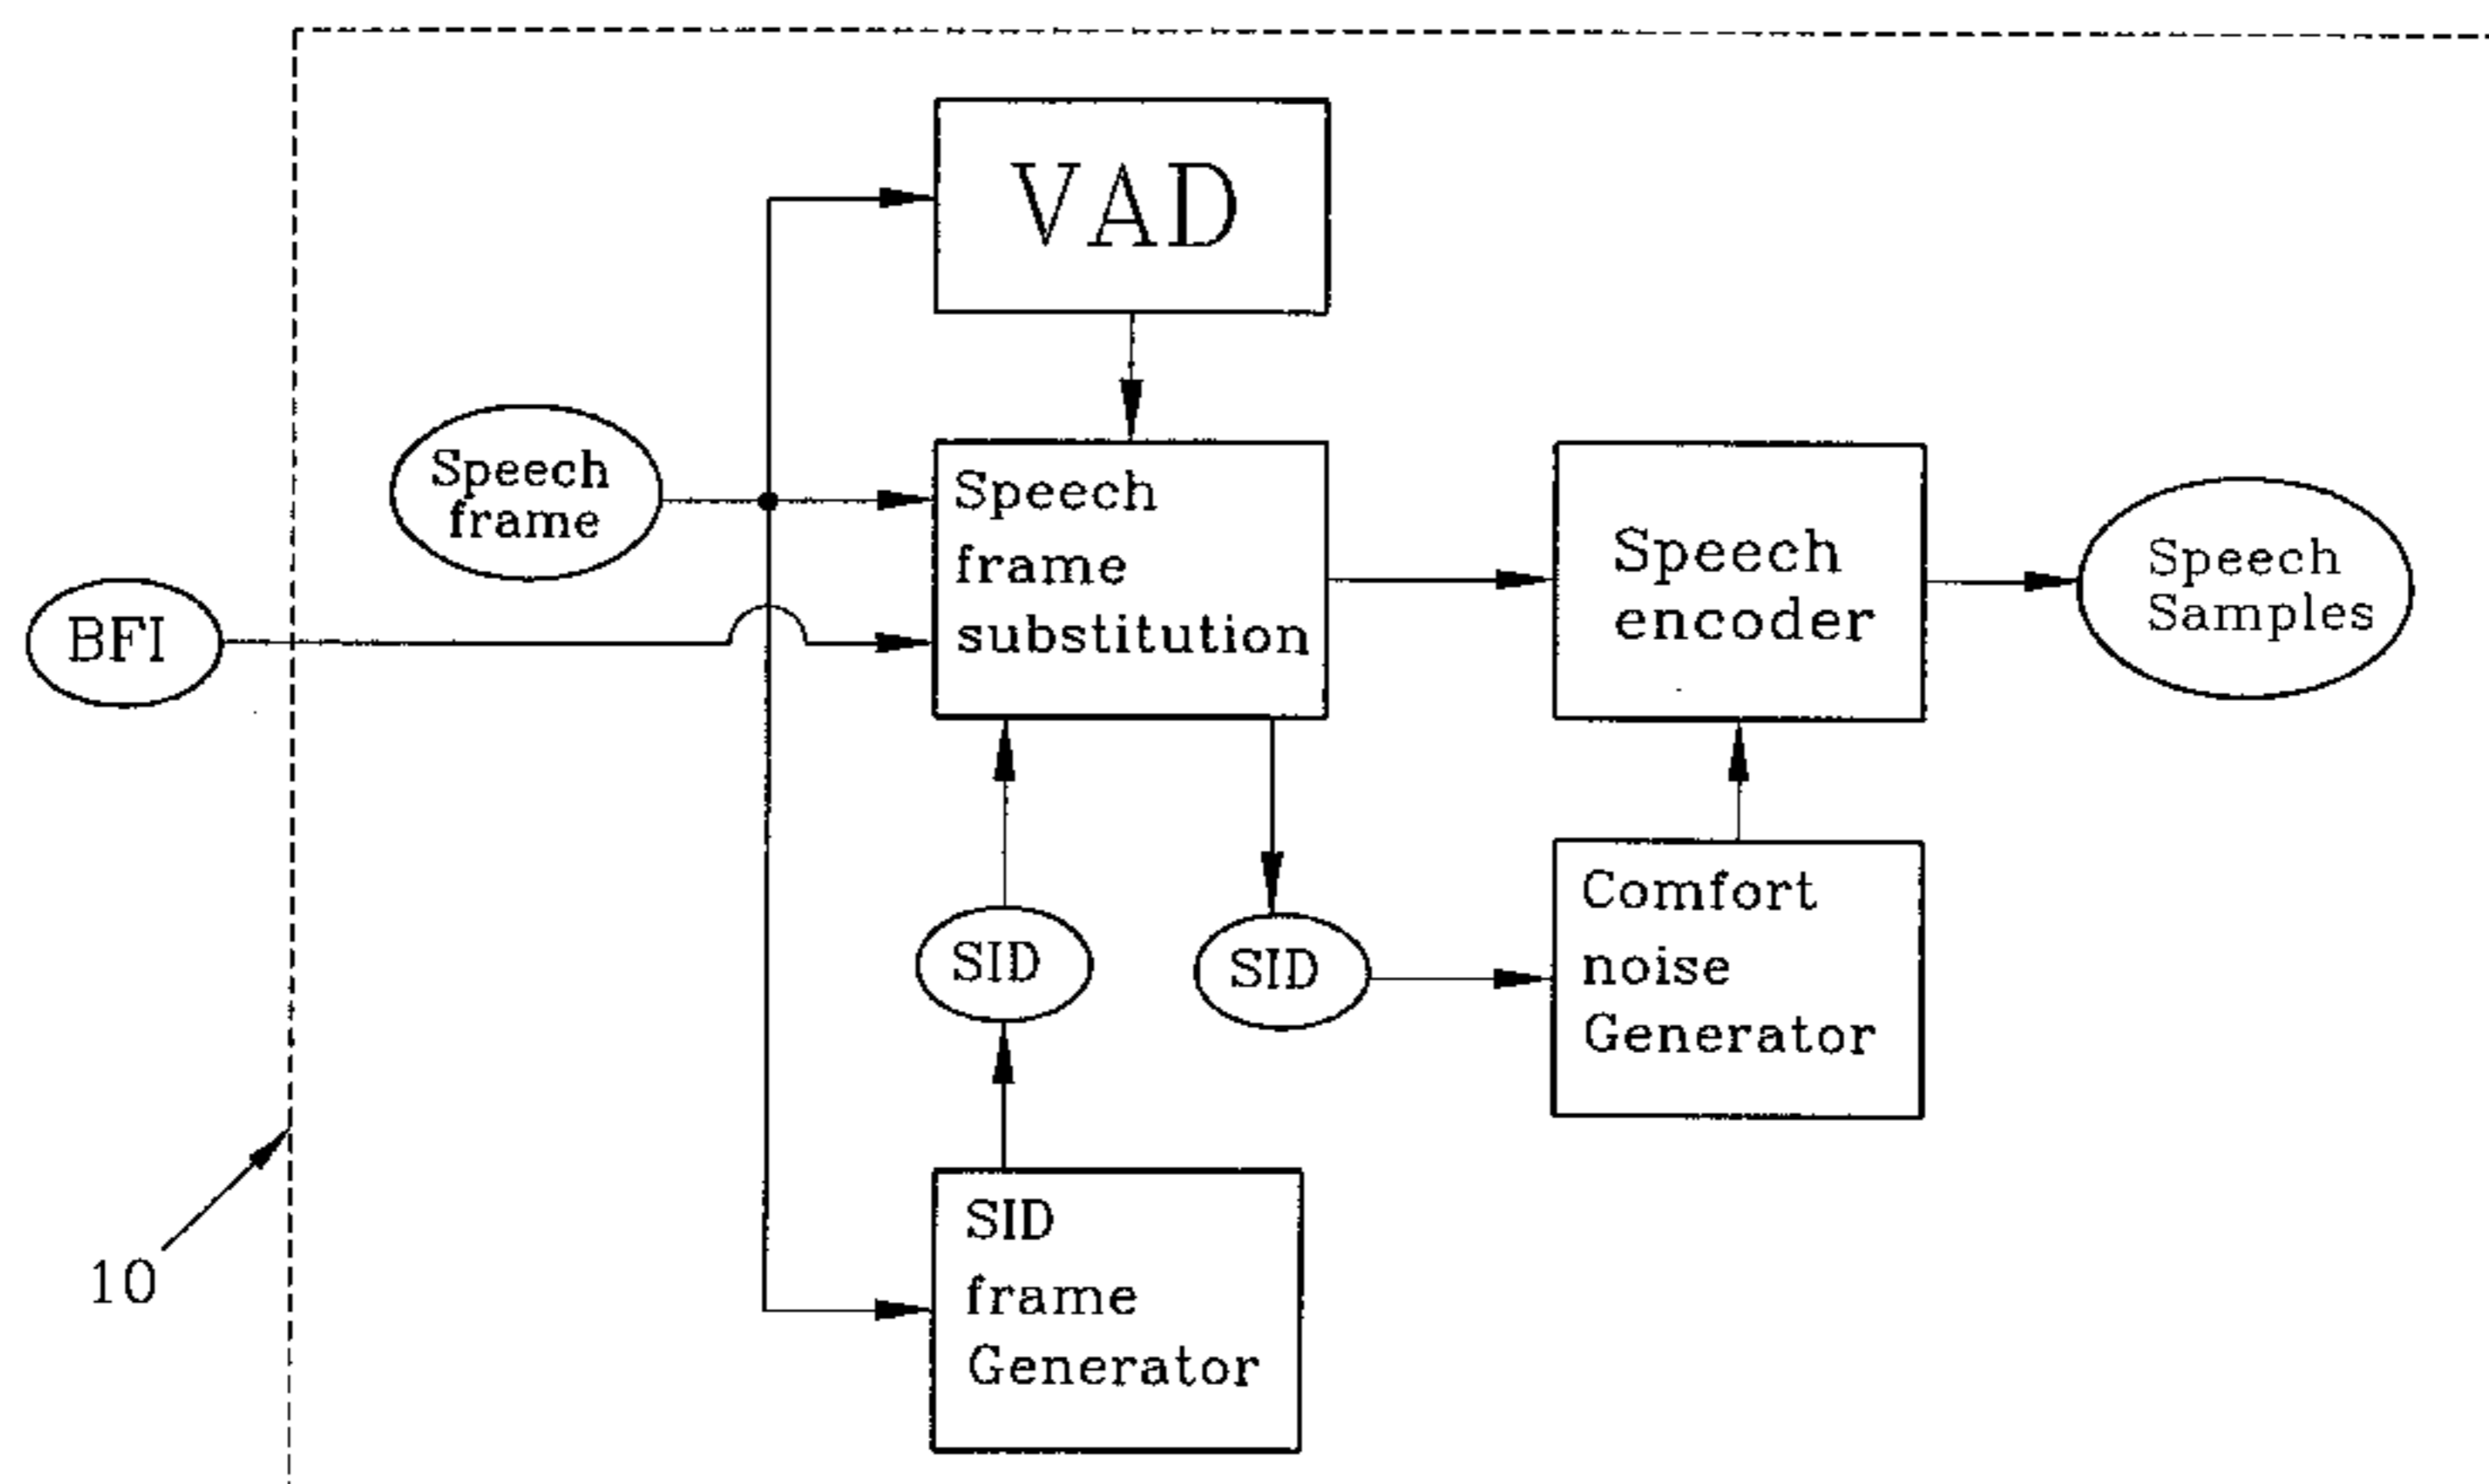 VAD
Speech
frame
BFI
Speech
frame
substitution
Speech
encoder
Speech
Samples
SID
SID
Comfort
noise
Generator
SID
frame
Generator
10